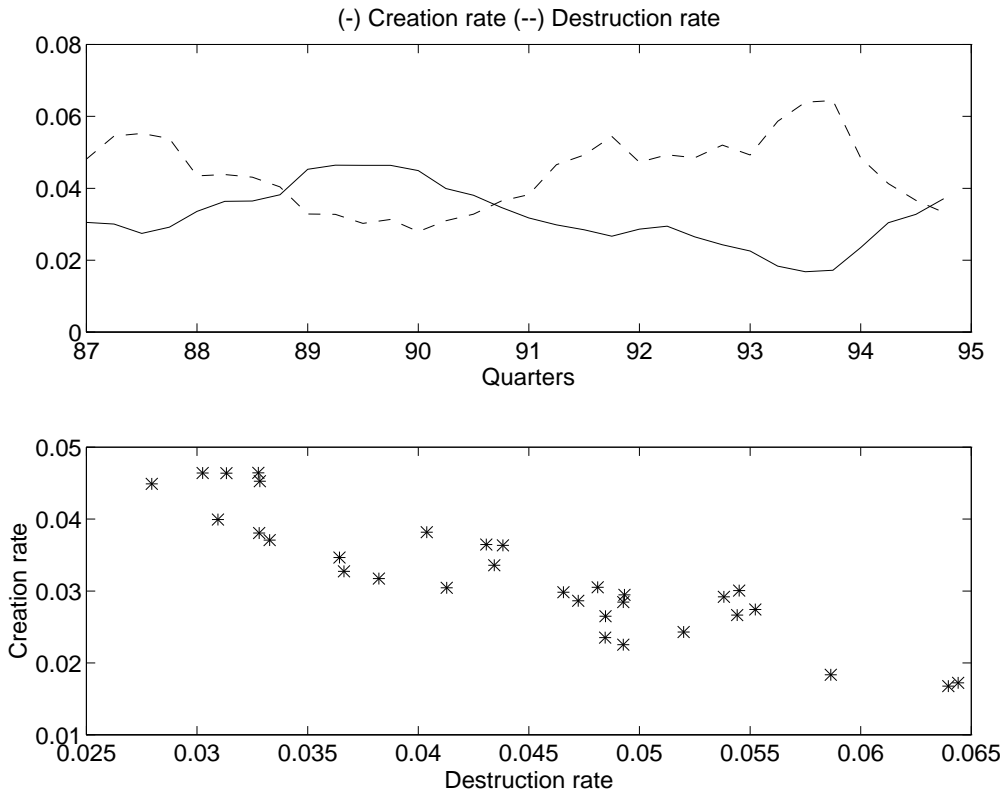 (-) Creation rate (--) Destruction rate
0.08
0.06
0.04
0.02
0
87 88 89 90 91 92 93 94 95
Quarters
0.05
0.04
0.03
0.02
0.01
Creation rate
0.025 0.03 0.035 0.04 0.045 0.05 0.055 0.06 0.065
Destruction rate